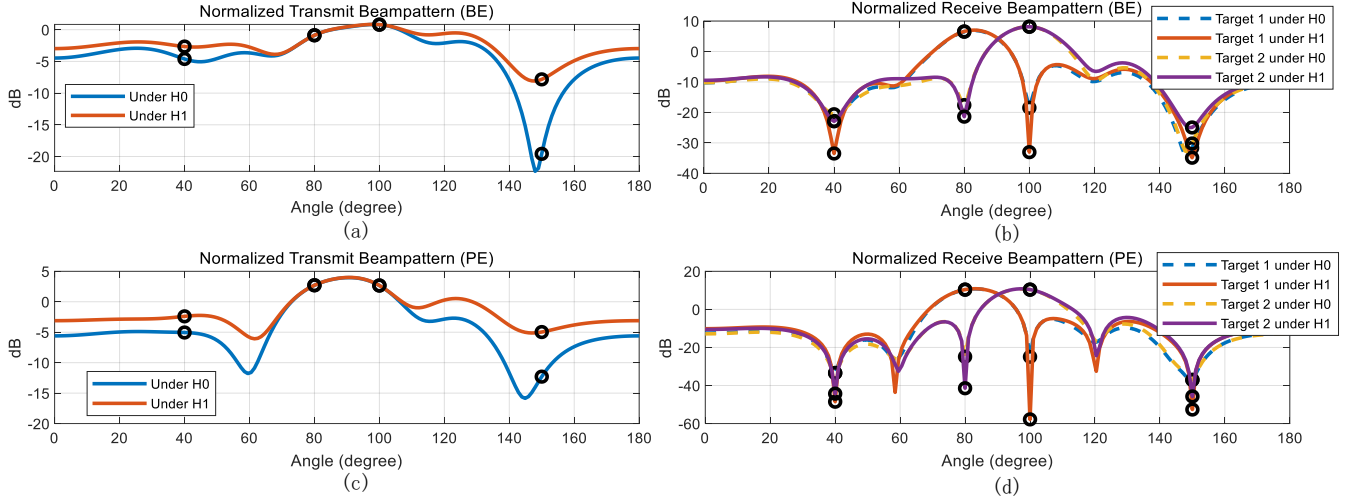 Normalized Transmit Beampattern (BE)
0
-5
-10
-15
-20
dB
Under H0
Under H1
0 20 40 60 80 100 120 140 160 180
Angle (degree)
(a)
Normalized Receive Beampattern (BE)
10
0
-10
-20
-30
-40
dB
Target 1 under H0
Target 1 under H1
Target 2 under H0
Target 2 under H1
0 20 40 60 80 100 120 140 160 180
Angle (degree)
(b)
Normalized Transmit Beampattern (PE)
5
0
-5
-10
-15
-20
dB
Under H0
Under H1
0 20 40 60 80 100 120 140 160 180
Angle (degree)
(c)
Normalized Receive Beampattern (PE)
20
0
-20
-40
-60
dB
Target 1 under H0
Target 1 under H1
Target 2 under H0
Target 2 under H1
0 20 40 60 80 100 120 140 160 180
Angle (degree)
(d)